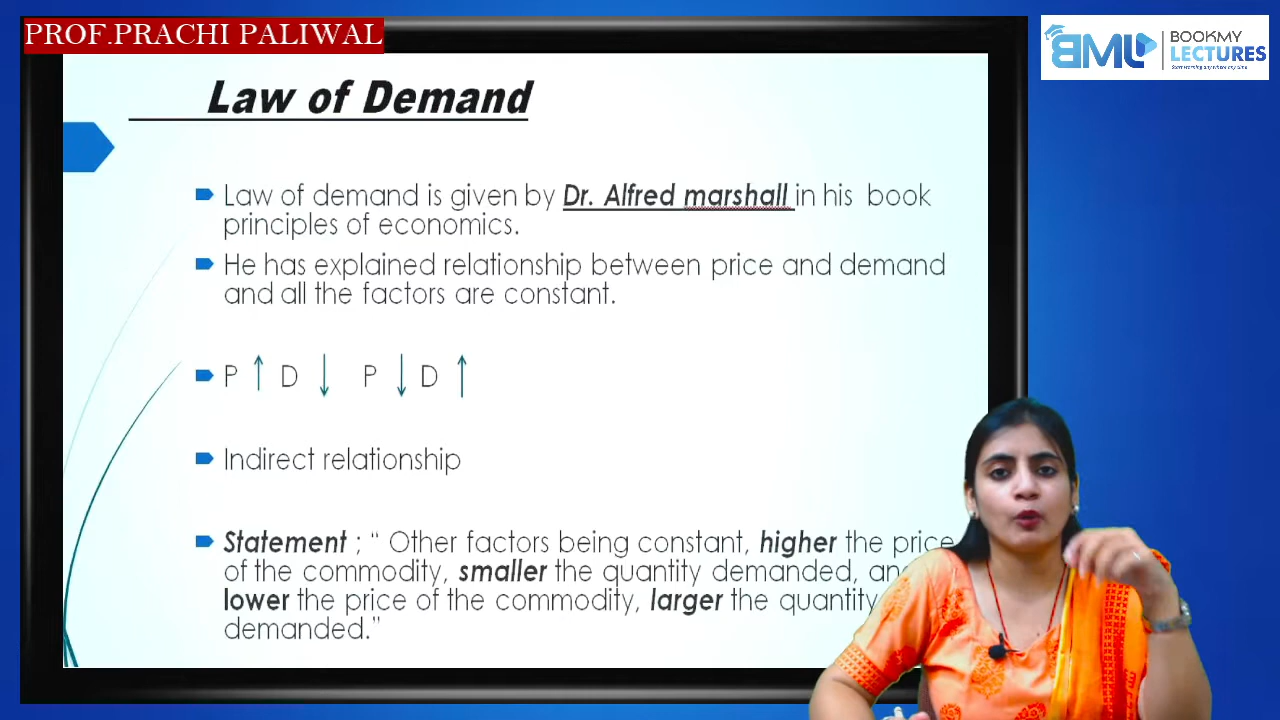 PROF.PRACHI PALIWAL
BOOKMY
LECTURES
BML
Law of Demand
Law of demand is given by Dr. Alfred marshall in his book
principles of economics.
He has explained relationship between price and demand
and all the factors are constant.
P ↑ D ↓ P ↓ D ↑
Indirect relationship
Statement ; “ Other factors being constant, higher the price
of the commodity, smaller the quantity demanded,
lower the price of the commodity, larger the quantity
demanded.”